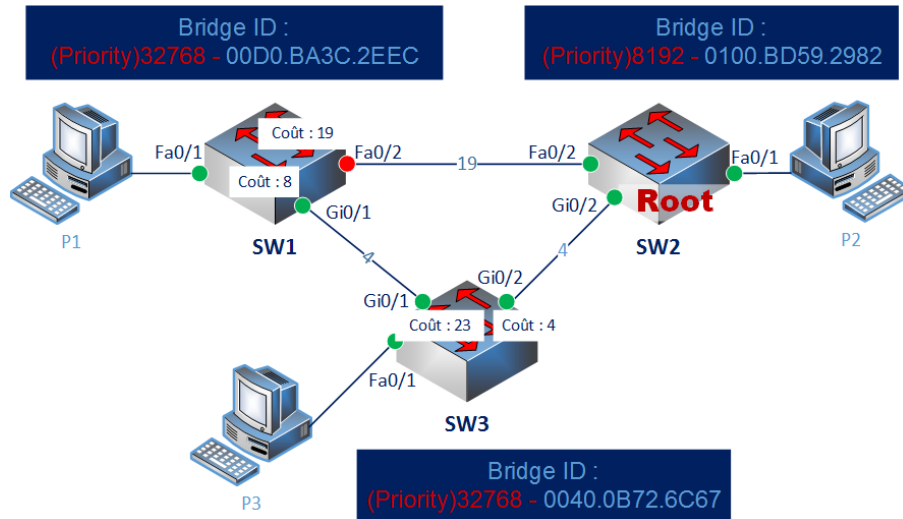 Bridge ID :
(Priority)32768 - 00D0.BA3C.2EEC
Bridge ID :
(Priority)8192 - 0100.BD59.2982
Coût : 19
Fa0/1
Fa0/2
19
Fa0/2
Fa0/1
Coût : 8
Gi0/1
Gi0/2
Root
P1
SW1
SW2
P2
4
4
Gi0/1
Gi0/2
Coût : 23
Coût : 4
Fa0/1
SW3
P3
Bridge ID :
(Priority)32768 - 0040.0B72.6C67